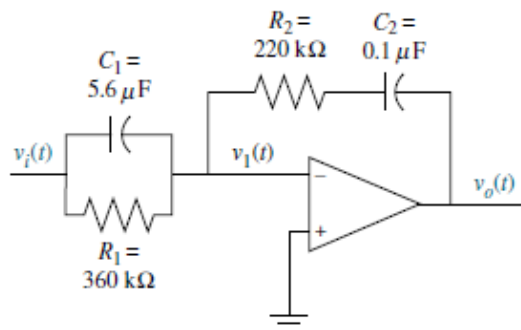 R₂ =
220 kΩ
C₂ =
0.1 μF
C₁ =
5.6 μF
vᵢ(t)
v₁(t)
−
+
vₒ(t)
R₁ =
360 kΩ